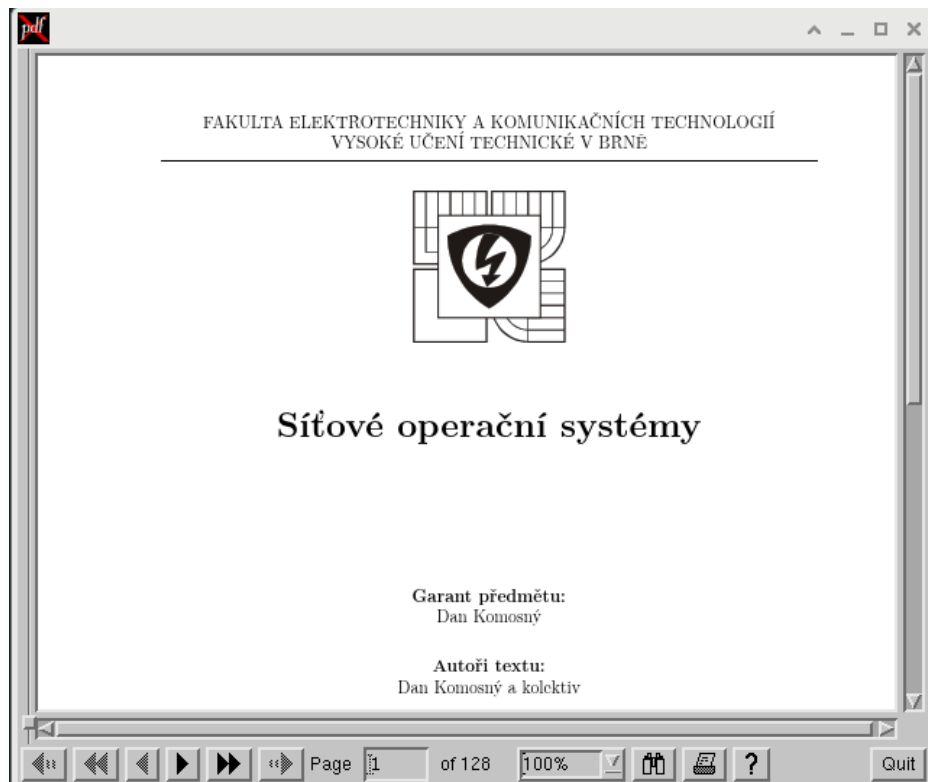 pdf
FAKULTA ELEKTROTECHNIKY A KOMUNIKAČNÍCH TECHNOLOGIÍ
VYSOKÉ UČENÍ TECHNICKÉ V BRNĚ
Síťové operační systémy
Garant předmětu:
Dan Komosný
Autoři textu:
Dan Komosný a kolektiv
Page 1 of 128 100% ? Quit